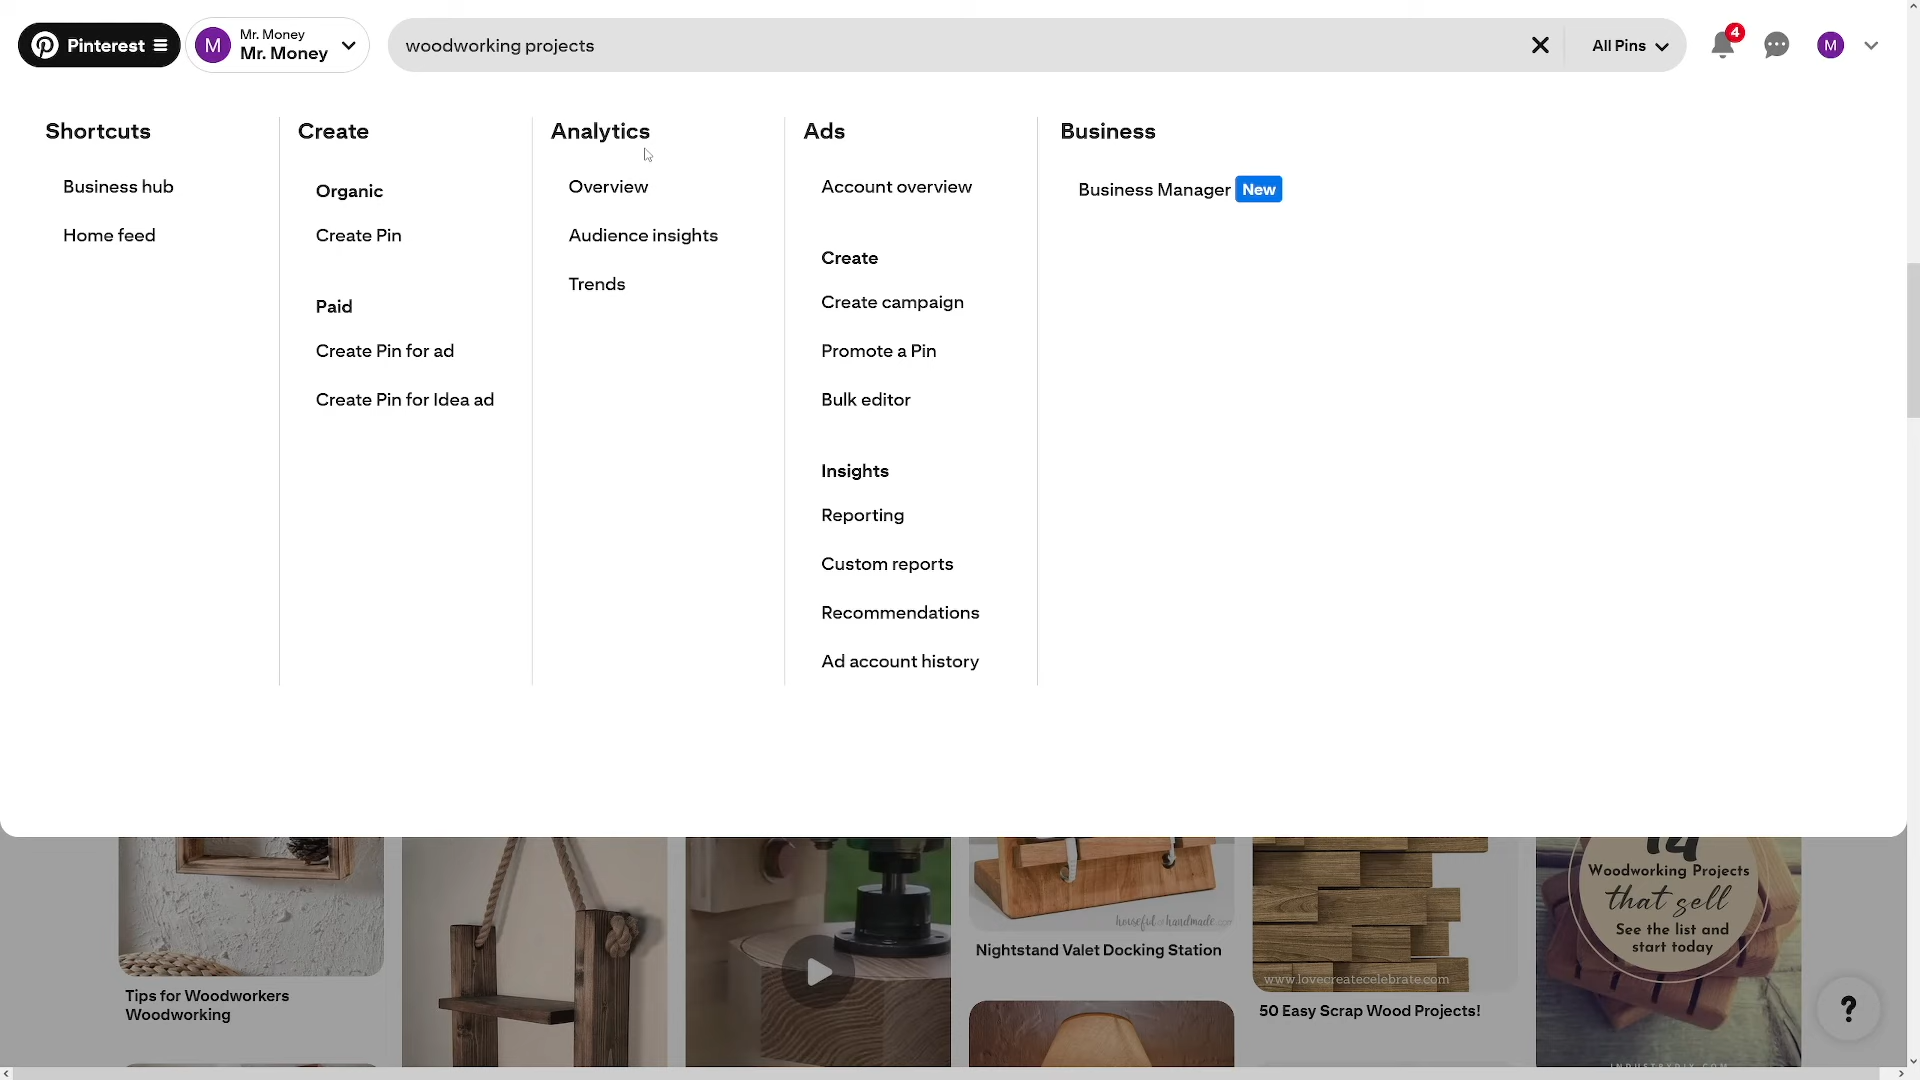 Pinterest
M
Mr. Money
Mr. Money
woodworking projects
All Pins
4
M
Shortcuts
Business hub
Home feed
Create
Organic
Create Pin
Paid
Create Pin for ad
Create Pin for Idea ad
Analytics
Overview
Audience insights
Trends
Ads
Account overview
Create
Create campaign
Promote a Pin
Bulk editor
Insights
Reporting
Custom reports
Recommendations
Ad account history
Business
Business Manager New
Tips for Woodworkers
Woodworking
houseful of handmade
Nightstand Valet Docking Station
www.lovecreatecelebrate.com
50 Easy Scrap Wood Projects!
14
Woodworking Projects
that sell
See the list and
start today
?